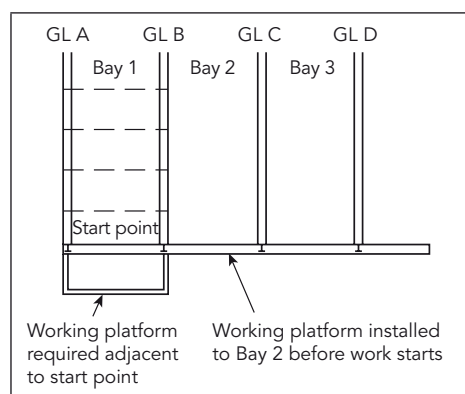 GL A GL B GL C GL D
Bay 1 Bay 2 Bay 3
Start point
Working platform
required adjacent
to start point
Working platform installed
to Bay 2 before work starts